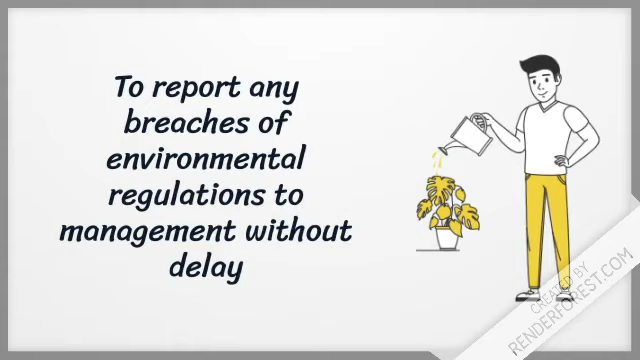 To report any
breaches of
environmental
regulations to
management without
delay
CREATED BY
RENDERFOREST.COM